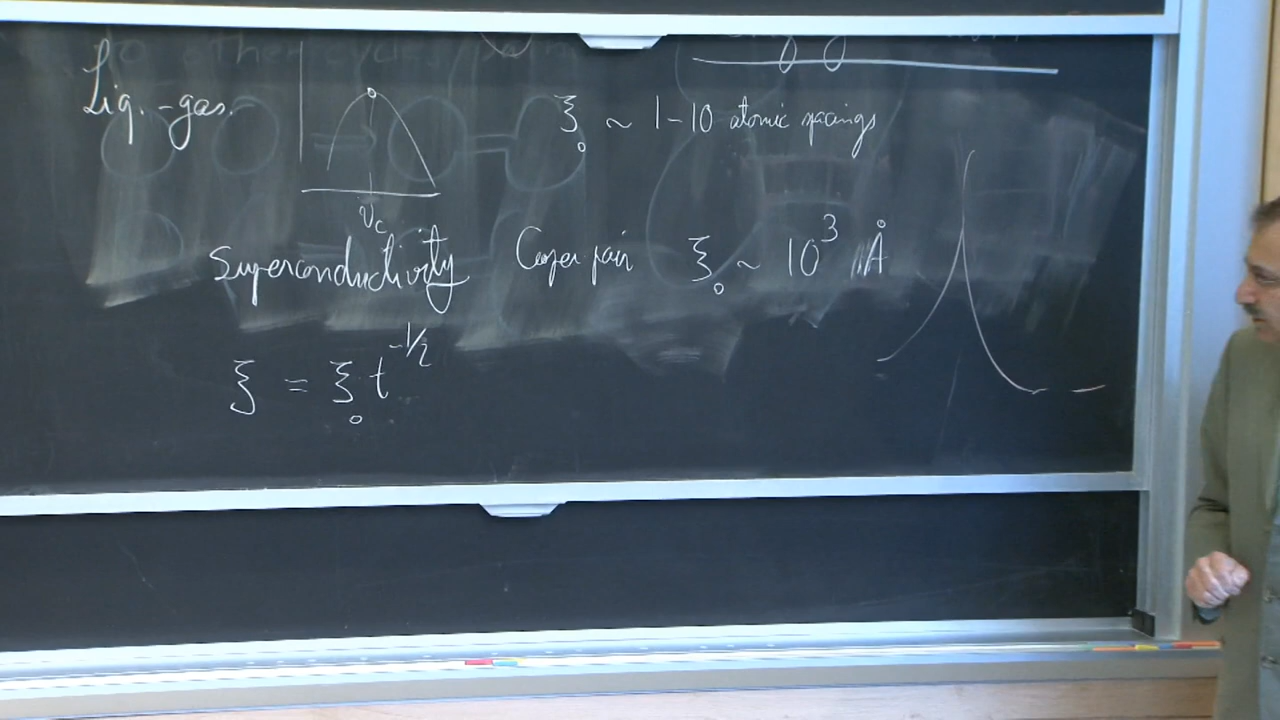 Liq.-gas.
ξ₀ ~ 1-10 atomic spacings
v_c
Superconductivity Cooper pair ξ₀ ~ 10³ Å
ξ = ξ₀ t^{-1/2}